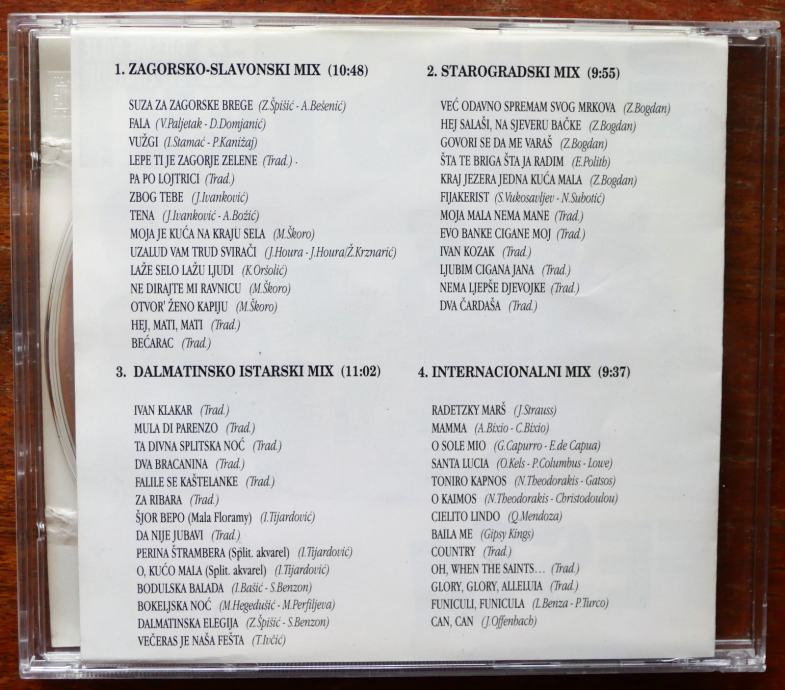 1. ZAGORSKO-SLAVONSKI MIX (10:48)
SUZA ZA ZAGORSKE BREGE (Z.Špišić - A.Bešenić)
FALA ( V.Paljetak - D.Domjanić)
VUŽGI (I.Stamać - P.Kanižaj)
LEPE TI JE ZAGORJE ZELENE (Trad.)
PA PO LOJTRICI (Trad.)
ZBOG TEBE (J.Ivanković)
TENA (J.Ivanković - A.Božić)
MOJA JE KUĆA NA KRAJU SELA (M.Škoro)
UZALUD VAM TRUD SVIRAČI (J.Houra - J.Houra/Ž.Krznarić)
LAŽE SELO LAŽU LJUDI (K.Oršolić)
NE DIRAJTE MI RAVNICU (M.Škoro)
OTVOR' ŽENO KAPIJU (M.Škoro)
HEJ, MATI, MATI (Trad.)
BEĆARAC (Trad.)
2. STAROGRADSKI MIX (9:55)
VEĆ ODAVNO SPREMAM SVOG MRKOVA (Z.Bogdan)
HEJ SALAŠI, NA SJEVERU BAČKE (Z.Bogdan)
GOVORI SE DA ME VARAŠ (Z.Bogdan)
ŠTA TE BRIGA ŠTA JA RADIM (E.Polith)
KRAJ JEZERA JEDNA KUĆA MALA (Z.Bogdan)
FIJAKERIST (S.Vukosavljev - N.Subotić)
MOJA MALA NEMA MANE (Trad.)
EVO BANKE CIGANE MOJ (Trad.)
IVAN KOZAK (Trad.)
LJUBIM CIGANA JANA (Trad.)
NEMA LJEPŠE DJEVOJKE (Trad.)
DVA ČARDAŠA (Trad.)
3. DALMATINSKO ISTARSKI MIX (11:02)
IVAN KLAKAR (Trad.)
MULA DI PARENZO (Trad.)
TA DIVNA SPLITSKA NOĆ (Trad.)
DVA BRACANINA (Trad.)
FALILE SE KAŠTELANKE (Trad.)
ZA RIBARA (Trad.)
ŠJOR BEPO (Mala Floramy) (I.Tijardović)
DA NIJE JUBAVI (Trad.)
PERINA ŠTRAMBERA (Split. akvarel) (I.Tijardović)
O, KUĆO MALA (Split. akvarel) (I.Tijardović)
BODULSKA BALADA (I.Bašić - S.Benzon)
BOKELJSKA NOĆ (M.Hegedušić - M.Perfiljeva)
DALMATINSKA ELEGIJA (Z.Špišić - S.Benzon)
VEČERAS JE NAŠA FEŠTA (T.Ivčić)
4. INTERNACIONALNI MIX (9:37)
RADETZKY MARŠ (J.Strauss)
MAMMA (A.Bixio - C.Bixio)
O SOLE MIO (G.Capurro - E.de Capua)
SANTA LUCIA (O.Kels - P.Columbus - Lowe)
TONIRO KAPNOS (N.Theodorakis - Gatsos)
O KAIMOS (N.Theodorakis - Christodoulou)
CIELITO LINDO (Q.Mendoza)
BAILA ME (Gipsy Kings)
COUNTRY (Trad.)
OH, WHEN THE SAINTS... (Trad.)
GLORY, GLORY, ALLELUIA (Trad.)
FUNICULI, FUNICULA (L.Benza - P.Turco)
CAN, CAN (J.Offenbach)